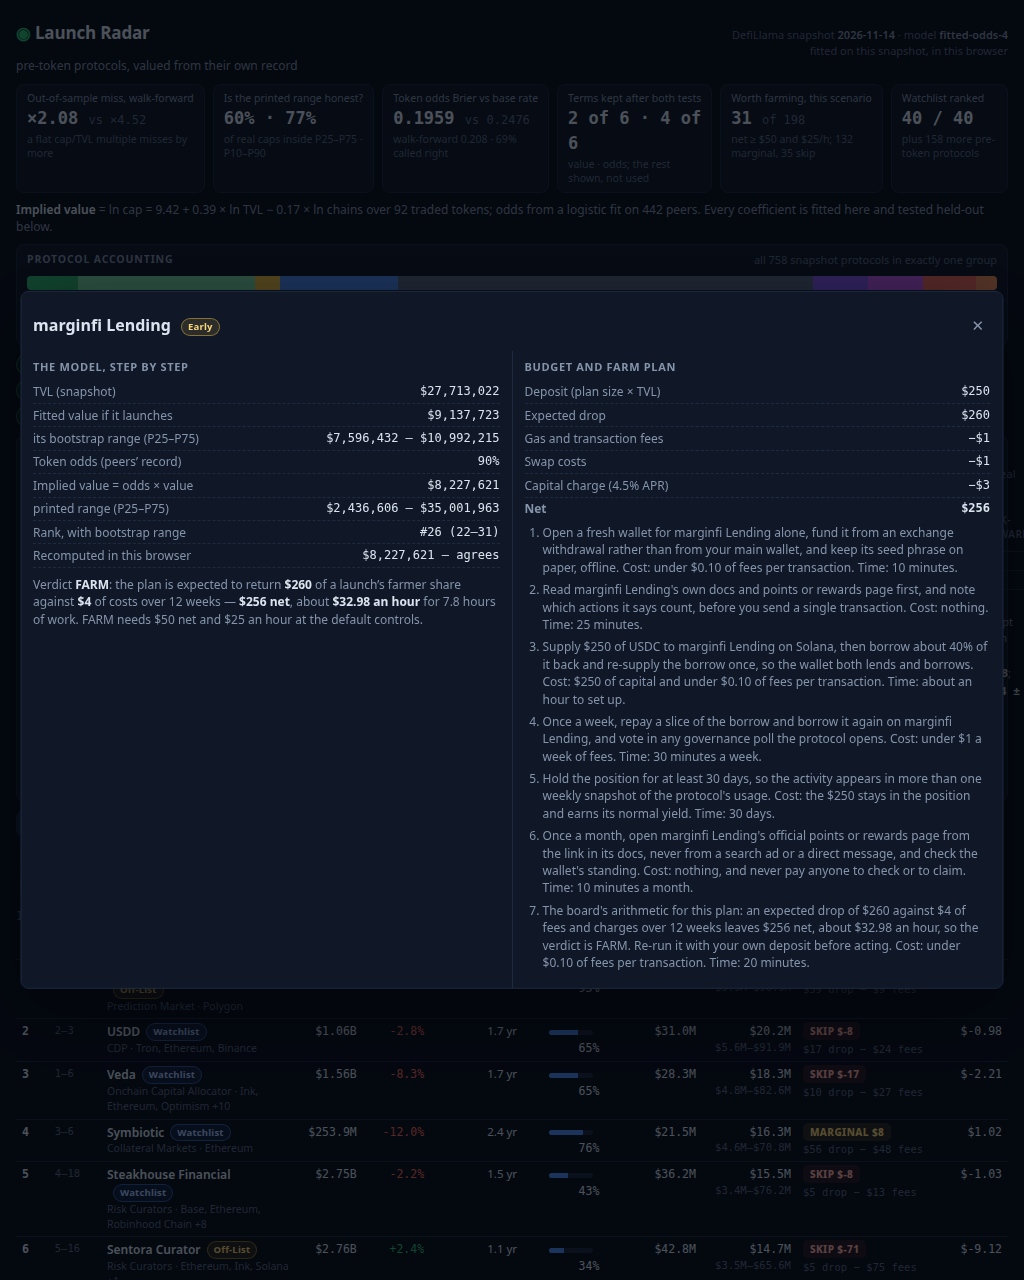 Launch Radar
DefiLlama snapshot 2026-11-14 · model fitted-odds-4
fitted on this snapshot, in this browser
pre-token protocols, valued from their own record
Out-of-sample miss, walk-forward
×2.08 vs ×4.52
a flat cap/TVL multiple misses by
more
Is the printed range honest?
60% · 77%
of real caps inside P25–P75 ·
P10–P90
Token odds Brier vs base rate
0.1959 vs 0.2476
walk-forward 0.208 · 69%
called right
Terms kept after both tests
2 of 6 · 4 of
6
value · odds; the rest
shown, not used
Worth farming, this scenario
31 of 198
net ≥ $50 and $25/h; 132
marginal, 35 skip
Watchlist ranked
40 / 40
plus 158 more pre-
token protocols
Implied value = ln cap = 9.42 + 0.39 × ln TVL − 0.17 × ln chains over 92 traded tokens; odds from a logistic fit on 442 peers. Every coefficient is fitted here and tested held-out
below.
PROTOCOL ACCOUNTING
all 758 snapshot protocols in exactly one group
marginfi Lending Early
×
THE MODEL, STEP BY STEP
TVL (snapshot) $27,713,022
Fitted value if it launches $9,137,723
its bootstrap range (P25–P75) $7,596,432 – $10,992,215
Token odds (peers’ record) 90%
Implied value = odds × value $8,227,621
printed range (P25–P75) $2,436,606 – $35,001,963
Rank, with bootstrap range #26 (22–31)
Recomputed in this browser $8,227,621 — agrees
Verdict FARM: the plan is expected to return $260 of a launch’s farmer share
against $4 of costs over 12 weeks — $256 net, about $32.98 an hour for 7.8 hours
of work. FARM needs $50 net and $25 an hour at the default controls.
BUDGET AND FARM PLAN
Deposit (plan size × TVL) $250
Expected drop $260
Gas and transaction fees −$1
Swap costs −$1
Capital charge (4.5% APR) −$3
Net $256
1. Open a fresh wallet for marginfi Lending alone, fund it from an exchange
withdrawal rather than from your main wallet, and keep its seed phrase on
paper, offline. Cost: under $0.10 of fees per transaction. Time: 10 minutes.
2. Read marginfi Lending's own docs and points or rewards page first, and note
which actions it says count, before you send a single transaction. Cost: nothing.
Time: 25 minutes.
3. Supply $250 of USDC to marginfi Lending on Solana, then borrow about 40% of
it back and re-supply the borrow once, so the wallet both lends and borrows.
Cost: $250 of capital and under $0.10 of fees per transaction. Time: about an
hour to set up.
4. Once a week, repay a slice of the borrow and borrow it again on marginfi
Lending, and vote in any governance poll the protocol opens. Cost: under $1 a
week of fees. Time: 30 minutes a week.
5. Hold the position for at least 30 days, so the activity appears in more than one
weekly snapshot of the protocol's usage. Cost: the $250 stays in the position
and earns its normal yield. Time: 30 days.
6. Once a month, open marginfi Lending's official points or rewards page from
the link in its docs, never from a search ad or a direct message, and check the
wallet's standing. Cost: nothing, and never pay anyone to check or to claim.
Time: 10 minutes a month.
7. The board's arithmetic for this plan: an expected drop of $260 against $4 of
fees and charges over 12 weeks leaves $256 net, about $32.98 an hour, so the
verdict is FARM. Re-run it with your own deposit before acting. Cost: under
$0.10 of fees per transaction. Time: 20 minutes.
Off-List
Prediction Market · Polygon
2 2–3 USDD Watchlist $1.06B -2.8% 1.7 yr 65% $31.0M $20.2M SKIP $-8 $-0.98
CDP · Tron, Ethereum, Binance $5.6M–$91.9M $17 drop − $24 fees
3 1–6 Veda Watchlist $1.56B -8.3% 1.7 yr 65% $28.3M $18.3M SKIP $-17 $-2.21
Onchain Capital Allocator · Ink, $4.8M–$82.6M $10 drop − $27 fees
Ethereum, Optimism +10
4 3–6 Symbiotic Watchlist $253.9M -12.0% 2.4 yr 76% $21.5M $16.3M MARGINAL $8 $1.02
Collateral Markets · Ethereum $4.6M–$70.8M $56 drop − $48 fees
5 4–18 Steakhouse Financial $2.75B -2.2% 1.5 yr 43% $36.2M $15.5M SKIP $-8 $-1.03
Watchlist $3.4M–$76.2M $5 drop − $13 fees
Risk Curators · Base, Ethereum,
Robinhood Chain +8
6 5–16 Sentora Curator Off-List $2.76B +2.4% 1.1 yr 34% $42.8M $14.7M SKIP $-71 $-9.12
Risk Curators · Ethereum, Ink, Solana $3.5M–$65.6M $5 drop − $75 fees